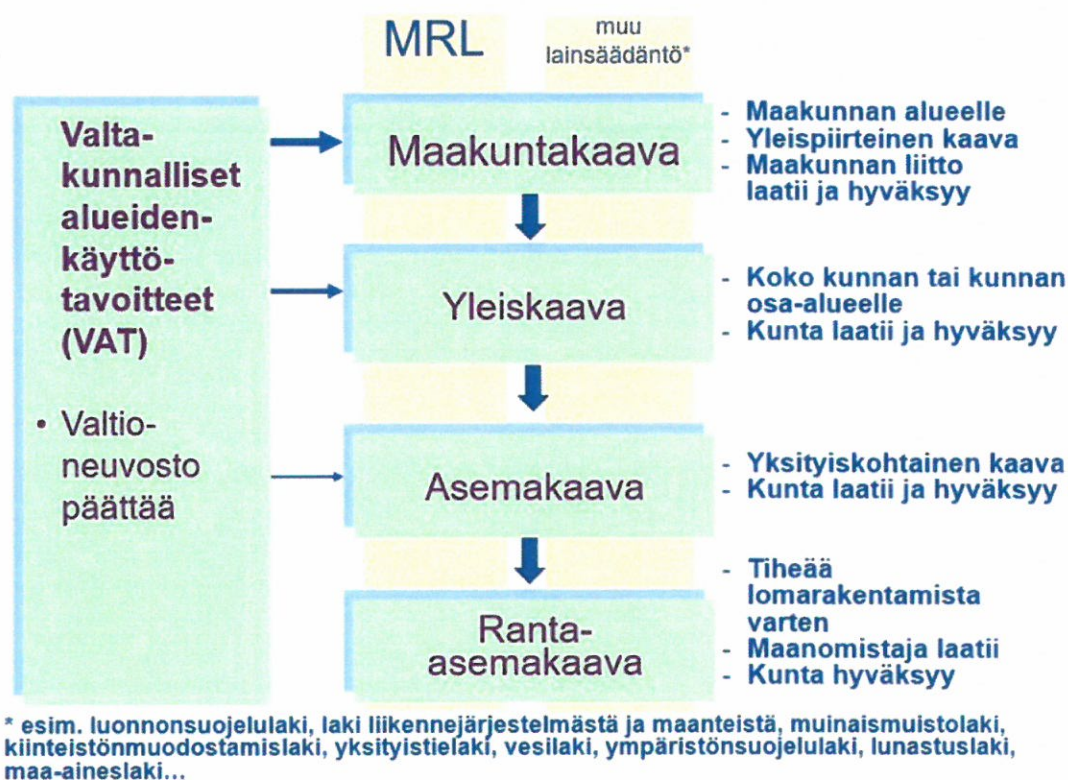 MRL
muu
lainsäädäntö*
Valta-
kunnalliset
alueiden-
käyttö-
tavoitteet
(VAT)
• Valtio-
neuvosto
päättää
Maakuntakaava
- Maakunnan alueelle
- Yleispiirteinen kaava
- Maakunnan liitto
laatii ja hyväksyy
Yleiskaava
- Koko kunnan tai kunnan
osa-alueelle
- Kunta laatii ja hyväksyy
Asemakaava
- Yksityiskohtainen kaava
- Kunta laatii ja hyväksyy
Ranta-
asemakaava
- Tiheää
lomarakentamista
varten
- Maanomistaja laatii
- Kunta hyväksyy
* esim. luonnonsuojelulaki, laki liikennejärjestelmästä ja maanteistä, muinaismuistolaki,
kiinteistönmuodostamislaki, yksityistielaki, vesilaki, ympäristönsuojelulaki, lunastuslaki,
maa-aineslaki...